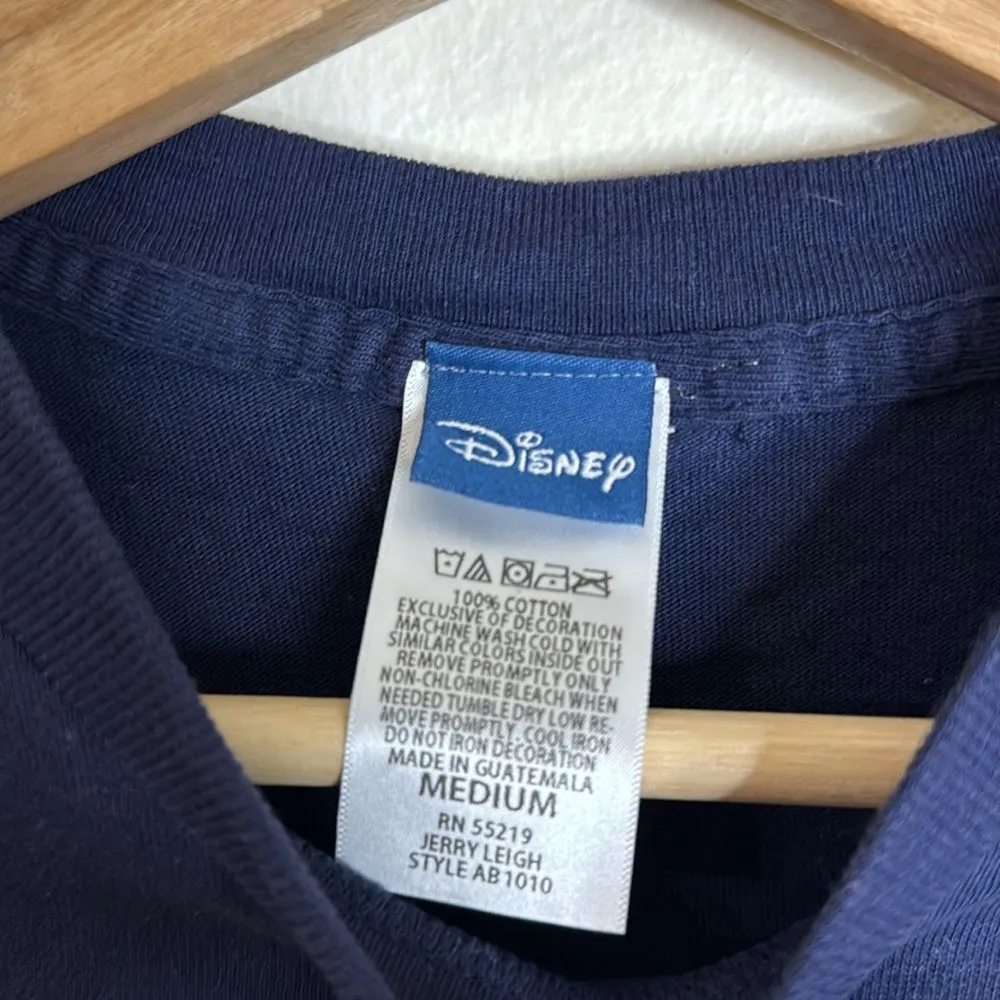 Disney
100% COTTON
EXCLUSIVE OF DECORATION
MACHINE WASH COLD WITH
SIMILAR COLORS INSIDE OUT
REMOVE PROMPTLY ONLY
NON-CHLORINE BLEACH WHEN
NEEDED TUMBLE DRY LOW RE-
MOVE PROMPTLY. COOL IRON
DO NOT IRON DECORATION
MADE IN GUATEMALA
MEDIUM
RN 55219
JERRY LEIGH
STYLE AB1010